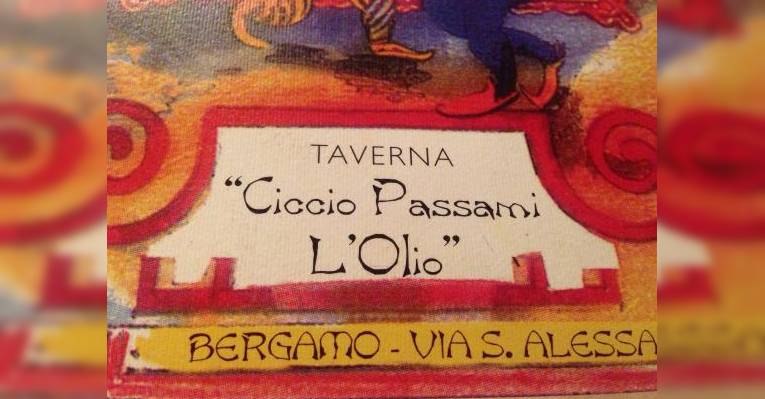 TAVERNA
"Ciccio Passami
L'Olio"
BERGAMO - VIA S. ALESSA